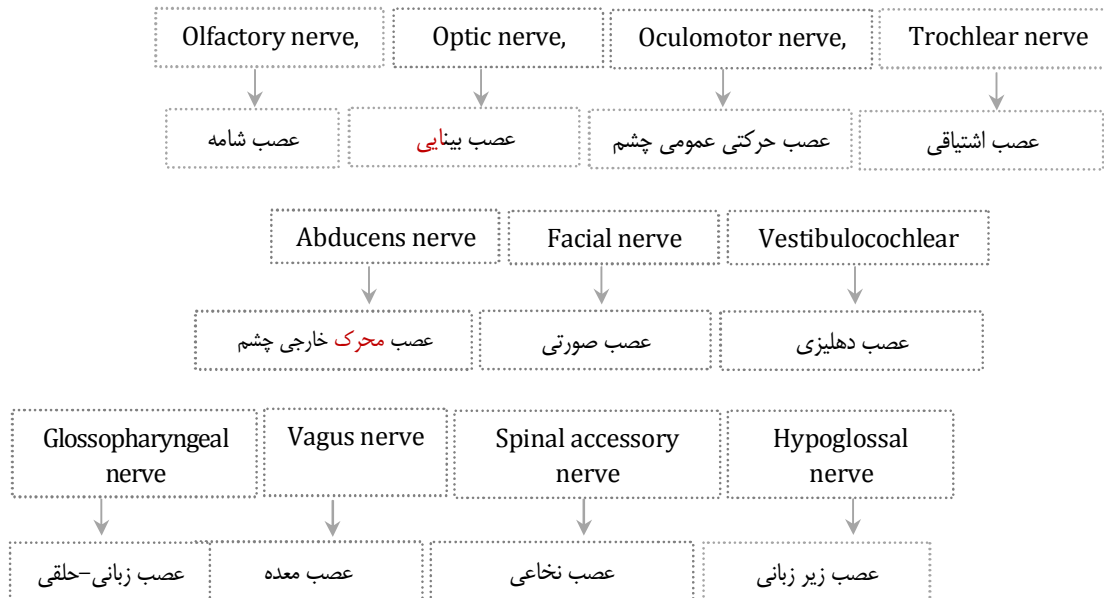 Olfactory nerve,
Optic nerve,
Oculomotor nerve,
Trochlear nerve
عصب شامه
عصب بینایی
عصب حرکتی عمومی چشم
عصب اشتیاقی
Abducens nerve
Facial nerve
Vestibulocochlear
عصب محرک خارجی چشم
عصب صورتی
عصب دهلیزی
Glossopharyngeal
nerve
Vagus nerve
Spinal accessory
nerve
Hypoglossal
nerve
عصب زبانی–حلقی
عصب معده
عصب نخاعی
عصب زیر زبانی